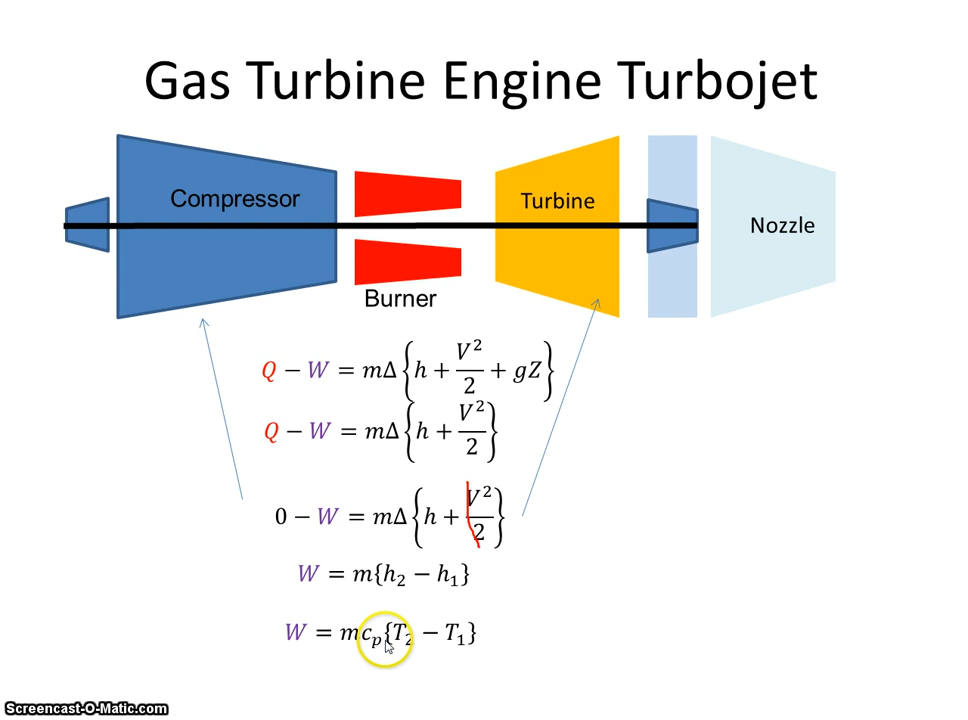 Gas Turbine Engine Turbojet
Compressor
Turbine
Nozzle
Burner
Q − W = mΔ{h + V²/2 + gZ}
Q − W = mΔ{h + V²/2}
0 − W = mΔ{h + V²/2}
W = m{h₂ − h₁}
W = mcₚ{T₂ − T₁}
Screencast-O-Matic.com